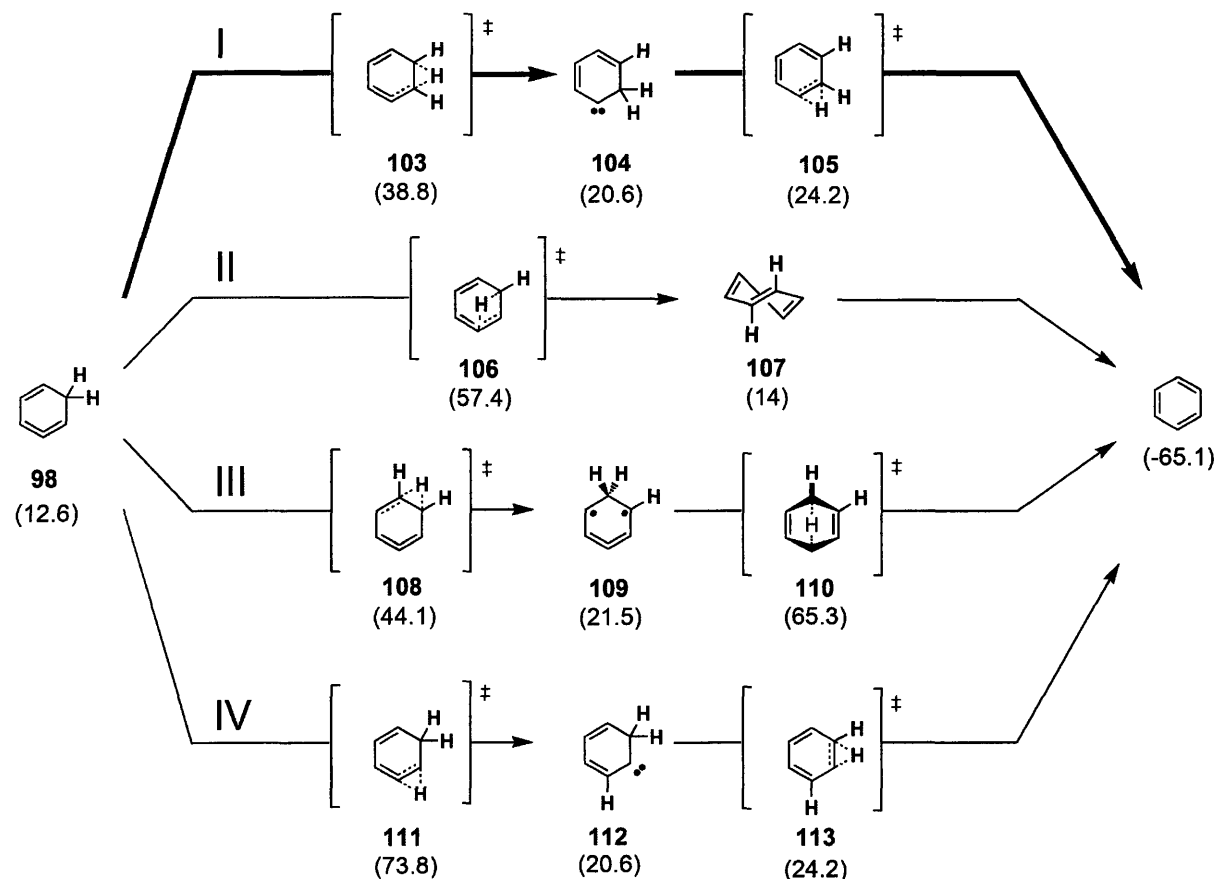 I
H
H
H
‡
103
(38.8)
H
H
H
••
104
(20.6)
H
H
H
‡
105
(24.2)
II
H
H
‡
106
(57.4)
H
H
107
(14)
H
H
98
(12.6)
(-65.1)
III
H
H
H
‡
108
(44.1)
H H
H
• •
109
(21.5)
H
H
H
‡
110
(65.3)
IV
H
H
H
‡
111
(73.8)
H
H
••
H
112
(20.6)
H
H
H
‡
113
(24.2)